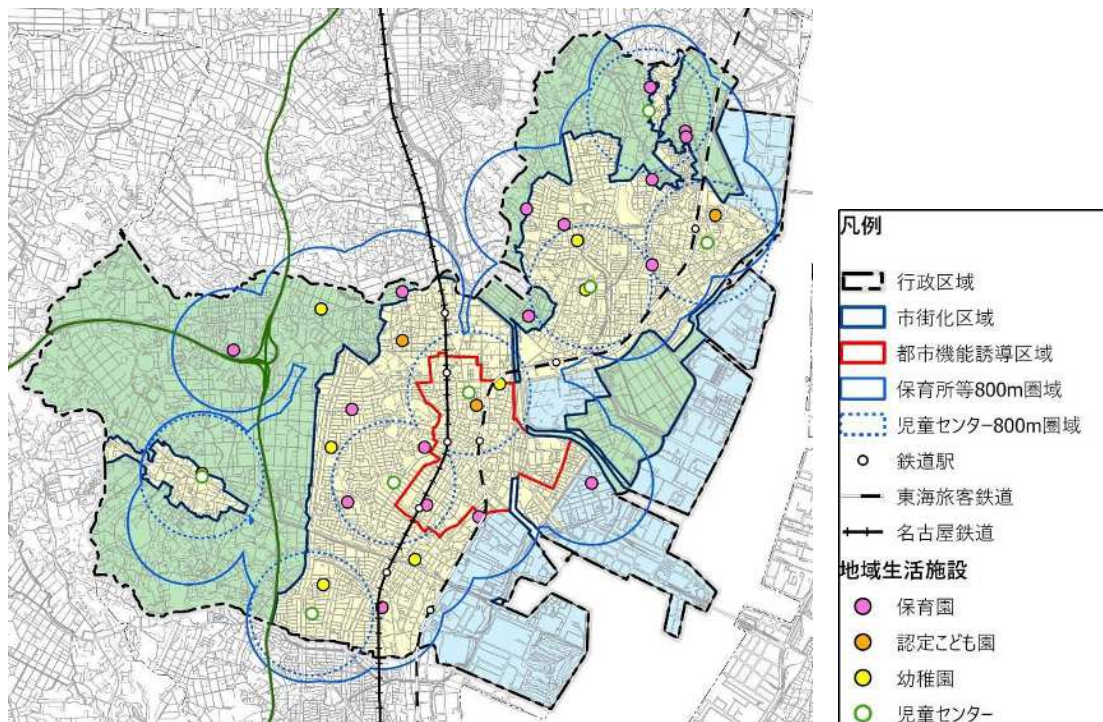 凡例
行政区域
市街化区域
都市機能誘導区域
保育所等800m圏域
児童センター800m圏域
鉄道駅
東海旅客鉄道
名古屋鉄道
地域生活施設
保育園
認定こども園
幼稚園
児童センター